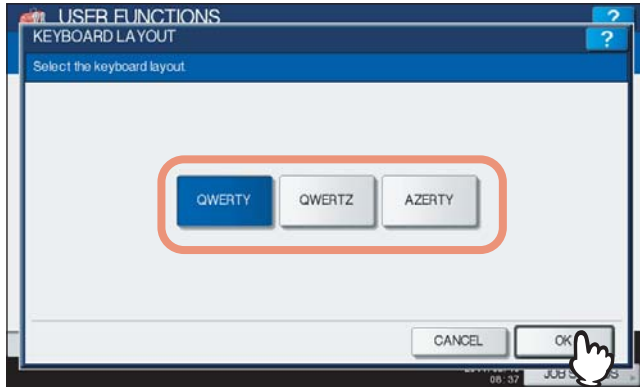 USER FUNCTIONS ?
KEYBOARD LAYOUT ?
Select the keyboard layout
QWERTY QWERTZ AZERTY
CANCEL OK
08:37